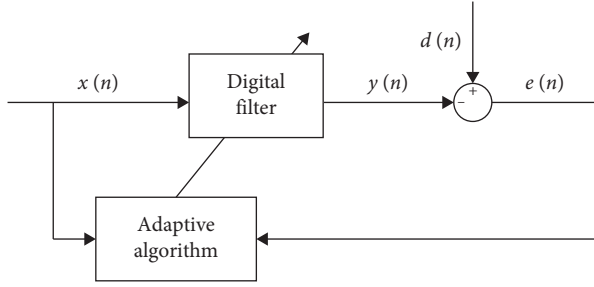 d (n)
x (n)
Digital
filter
y (n)
+
–
e (n)
Adaptive
algorithm